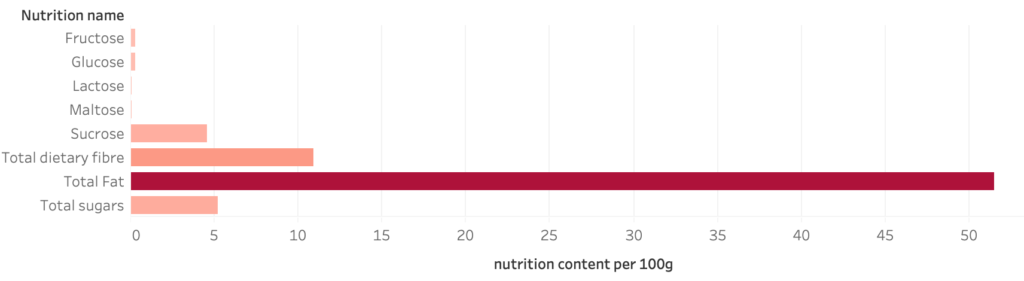 Nutrition name
Fructose
Glucose
Lactose
Maltose
Sucrose
Total dietary fibre
Total Fat
Total sugars
0 5 10 15 20 25 30 35 40 45 50
nutrition content per 100g